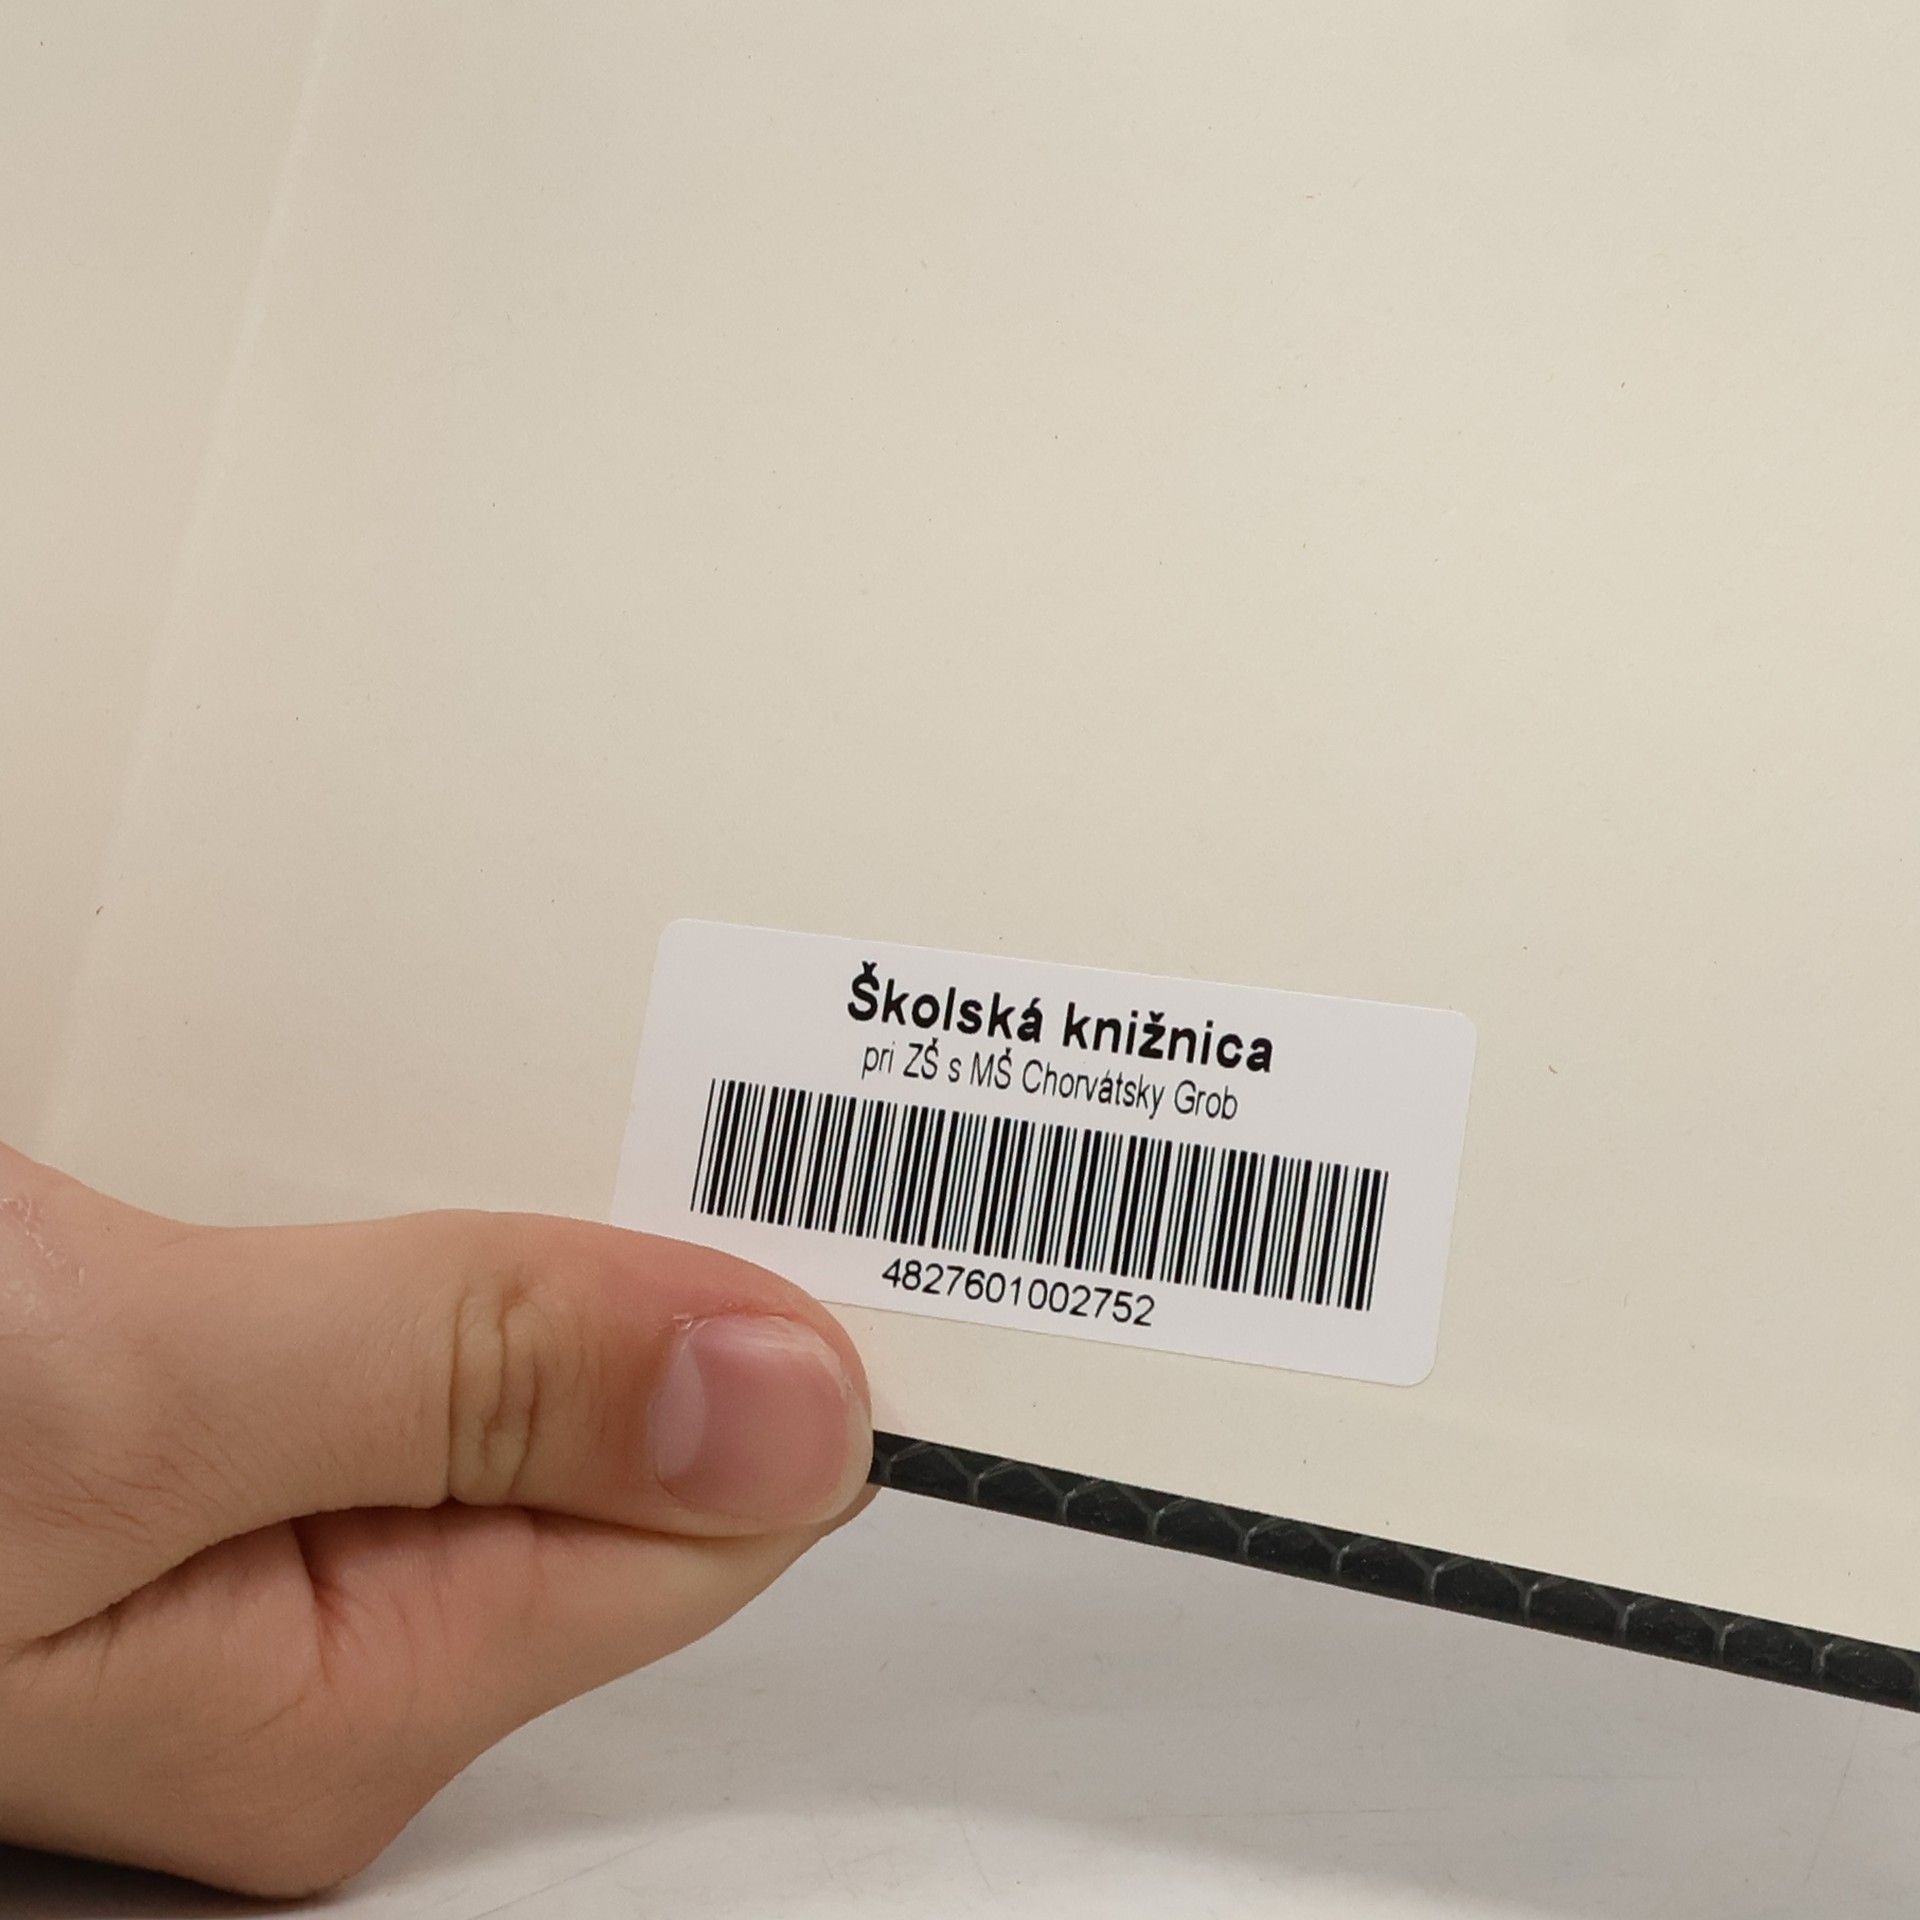 Školská knižnica
pri ZŠ s MŠ Chorvátsky Grob
4827601002752